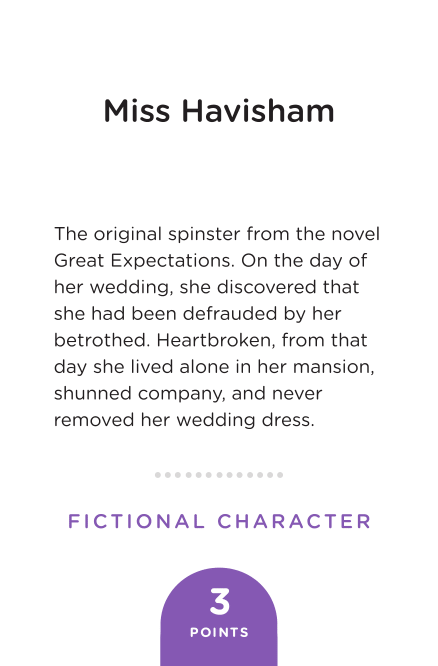 Miss Havisham
The original spinster from the novel
Great Expectations. On the day of
her wedding, she discovered that
she had been defrauded by her
betrothed. Heartbroken, from that
day she lived alone in her mansion,
shunned company, and never
removed her wedding dress.
FICTIONAL CHARACTER
3
POINTS